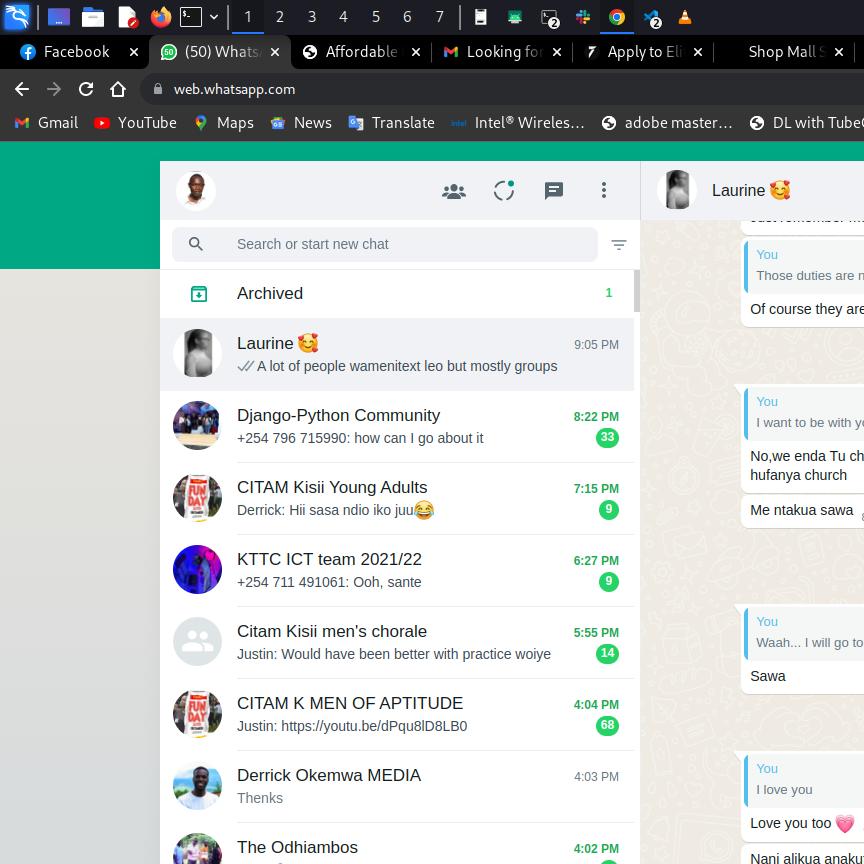 1 2 3 4 5 6 7 2 2
Facebook (50) Whats Affordable Looking for Apply to Eli Shop Mall S
web.whatsapp.com
Gmail YouTube Maps News Translate intel Intel® Wireles... adobe master... DL with Tube
Laurine 🥰
Search or start new chat
Archived 1
Laurine 🥰 9:05 PM
A lot of people wamenitext leo but mostly groups
Django-Python Community 8:22 PM
+254 796 715990: how can I go about it 33
CITAM Kisii Young Adults 7:15 PM
Derrick: Hii sasa ndio iko juu😂 9
KTTC ICT team 2021/22 6:27 PM
+254 711 491061: Ooh, sante 9
Citam Kisii men's chorale 5:55 PM
Justin: Would have been better with practice woiye 14
CITAM K MEN OF APTITUDE 4:04 PM
Justin: https://youtu.be/dPqu8lD8LB0 68
Derrick Okemwa MEDIA 4:03 PM
Thenks
The Odhiambos 4:02 PM
You
Those duties are n
Of course they are
You
I want to be with yo
No,we enda Tu ch
hufanya church
Me ntakua sawa
You
Waah... I will go to
Sawa
You
I love you
Love you too 💗
Nani alikua anaku